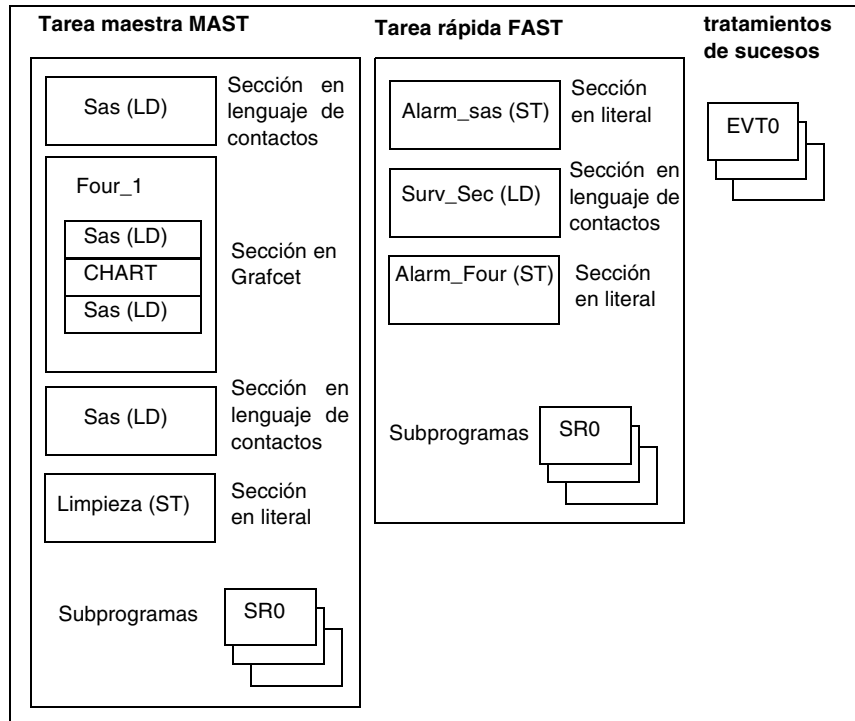 Tarea maestra MAST
Sas (LD)
Sección en
lenguaje de
contactos
Four_1
Sas (LD)
CHART
Sas (LD)
Sección en
Grafcet
Sas (LD)
Sección en
lenguaje de
contactos
Limpieza (ST)
Sección
en literal
Subprogramas
SR0
Tarea rápida FAST
Alarm_sas (ST)
Sección
en literal
Surv_Sec (LD)
Sección en
lenguaje de
contactos
Alarm_Four (ST)
Sección
en literal
Subprogramas
SR0
tratamientos
de sucesos
EVT0